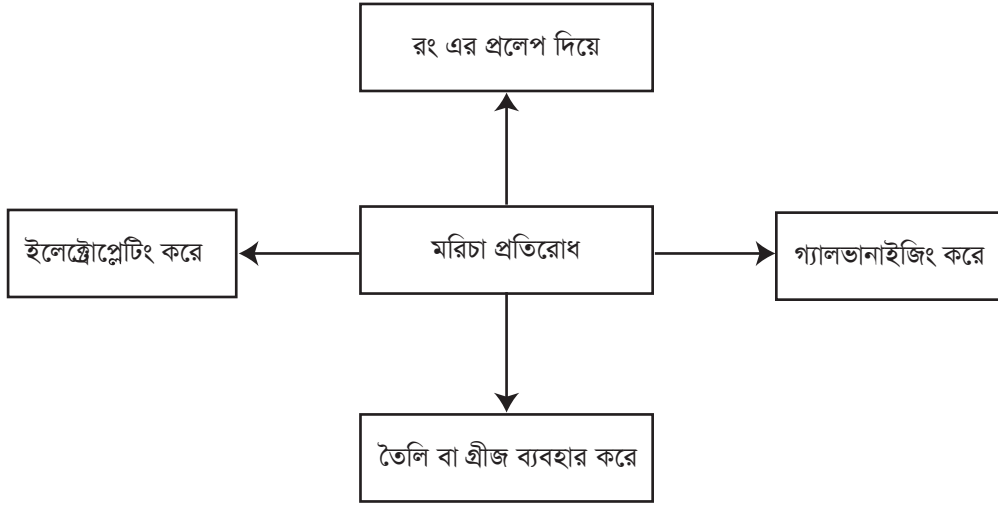 রং এর প্রলেপ দিয়ে
ইলেক্ট্রোপ্লেটিং করে
মরিচা প্রতিরোধ
গ্যালভানাইজিং করে
তৈলি বা গ্রীজ ব্যবহার করে